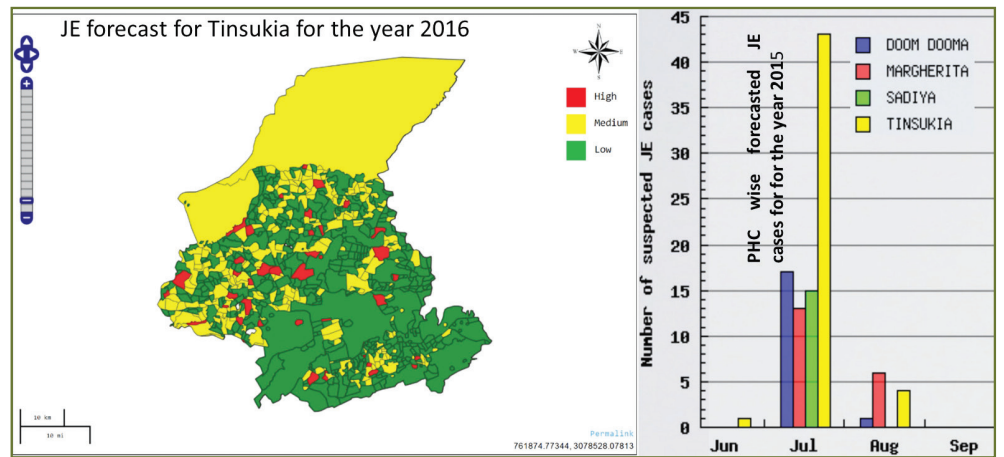 JE forecast for Tinsukia for the year 2016
High
Medium
Low
10 km
10 mi
Permalink
761874.77344, 3078528.07813
Number of suspected JE cases
45
40
35
30
25
20
15
10
5
0
PHC wise forecasted JE
cases for for the year 2015
DOOM DOOMA
MARGHERITA
SADIYA
TINSUKIA
Jun Jul Aug Sep